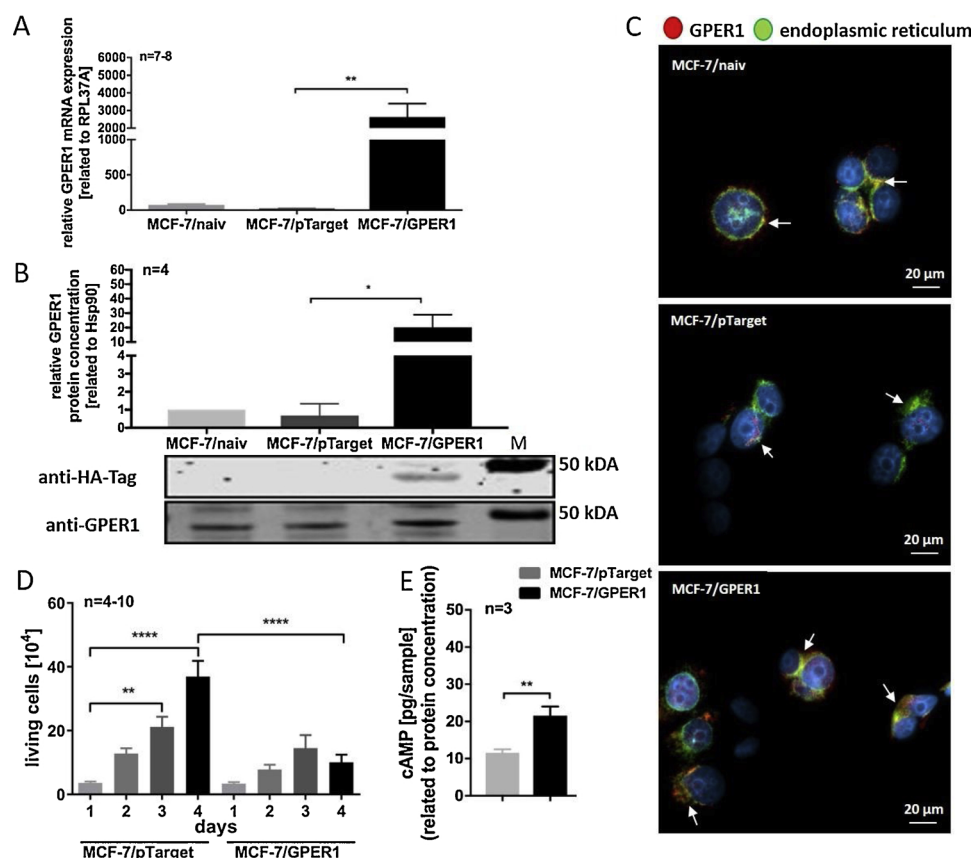 A
relative GPER1 mRNA expression
[related to RPL37A]
n=7-8
**
6000
5000
4000
3000
2000
1000
500
0
MCF-7/naiv
MCF-7/pTarget
MCF-7/GPER1
B
relative GPER1
protein concentration
[related to Hsp90]
n=4
*
60
50
40
30
20
10
4
3
2
1
0
MCF-7/naiv
MCF-7/pTarget
MCF-7/GPER1
M
anti-HA-Tag
50 kDA
anti-GPER1
50 kDA
C
GPER1
endoplasmic reticulum
MCF-7/naiv
20 µm
MCF-7/pTarget
20 µm
MCF-7/GPER1
20 µm
D
living cells [10⁴]
n=4-10
****
****
**
60
40
20
0
1 2 3 4 1 2 3 4
days
MCF-7/pTarget
MCF-7/GPER1
E
MCF-7/pTarget
MCF-7/GPER1
cAMP [pg/sample]
(related to protein concentration)
n=3
**
50
40
30
20
10
0